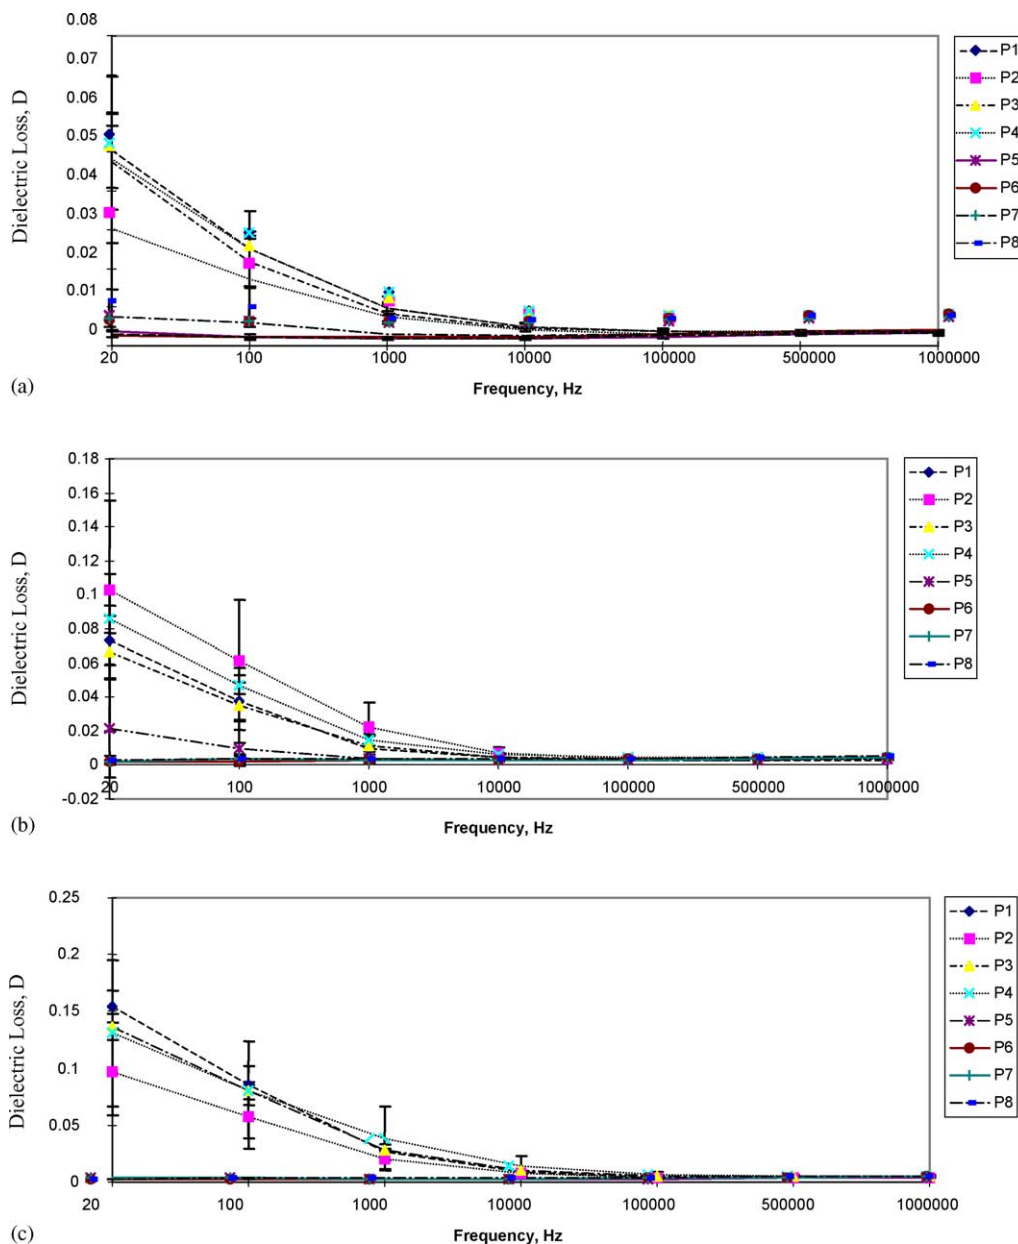 0.08
0.07
0.06
0.05
0.04
0.03
0.02
0.01
0
Dielectric Loss, D
20 100 1000 10000 100000 500000 1000000
Frequency, Hz
(a)
P1
P2
P3
P4
P5
P6
P7
P8
0.18
0.16
0.14
0.12
0.1
0.08
0.06
0.04
0.02
0
-0.02
Dielectric Loss, D
20 100 1000 10000 100000 500000 1000000
Frequency, Hz
(b)
P1
P2
P3
P4
P5
P6
P7
P8
0.25
0.2
0.15
0.1
0.05
0
Dielectric Loss, D
20 100 1000 10000 100000 500000 1000000
Frequency, Hz
(c)
P1
P2
P3
P4
P5
P6
P7
P8